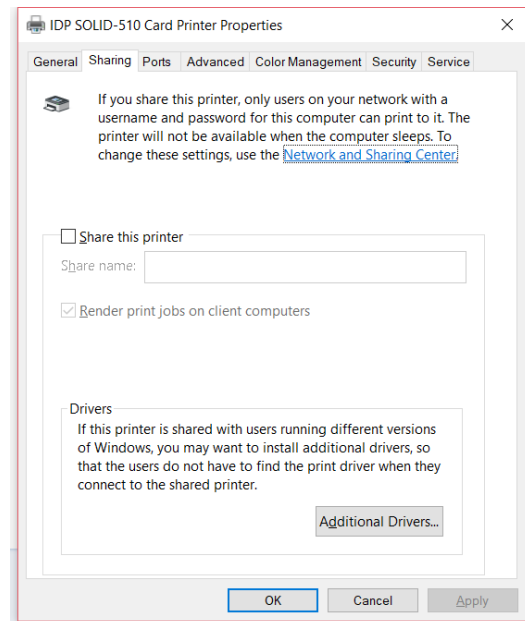 IDP SOLID-510 Card Printer Properties
General Sharing Ports Advanced Color Management Security Service
If you share this printer, only users on your network with a
username and password for this computer can print to it. The
printer will not be available when the computer sleeps. To
change these settings, use the Network and Sharing Center.
Share this printer
Share name:
Render print jobs on client computers
Drivers
If this printer is shared with users running different versions
of Windows, you may want to install additional drivers, so
that the users do not have to find the print driver when they
connect to the shared printer.
Additional Drivers...
OK Cancel Apply